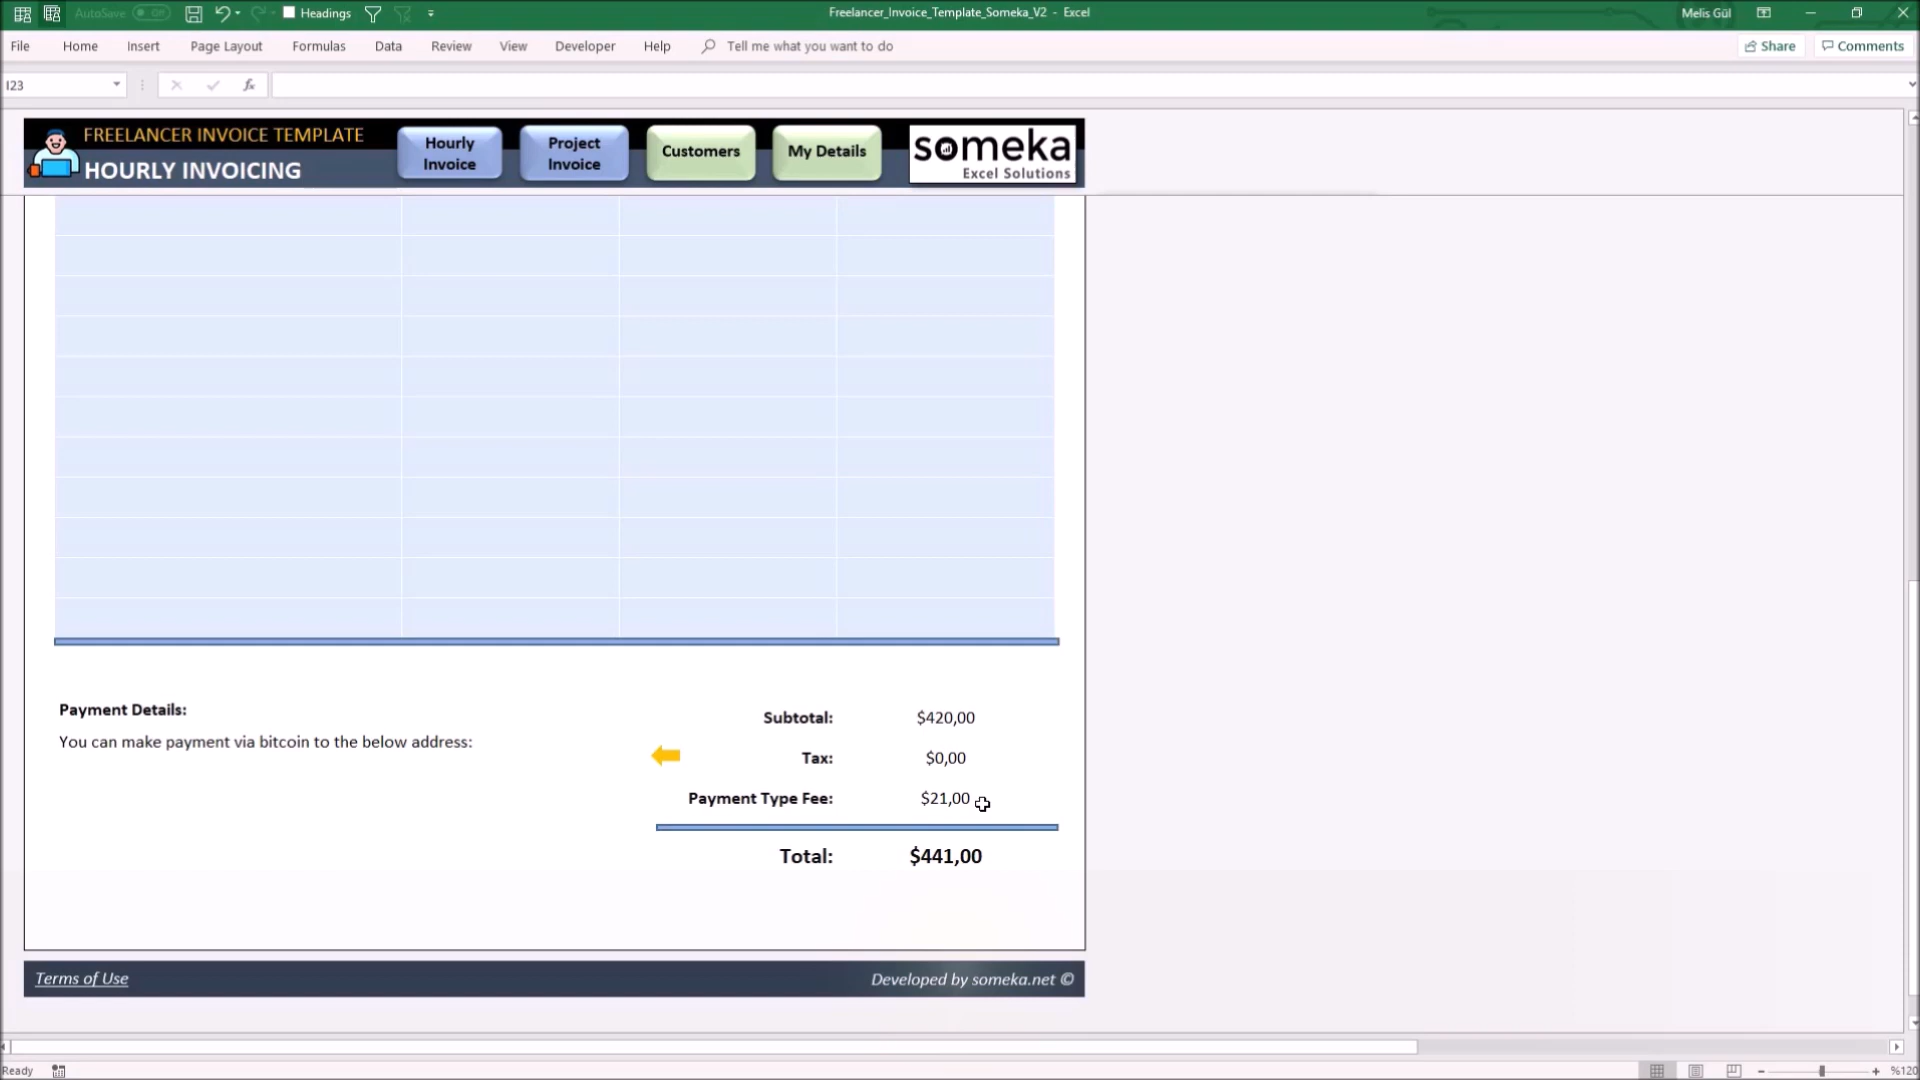 AutoSave Off Headings Freelancer_Invoice_Template_Someka_V2 - Excel Melis Gül
File Home Insert Page Layout Formulas Data Review View Developer Help Tell me what you want to do Share Comments
I23 fx
FREELANCER INVOICE TEMPLATE
HOURLY INVOICING
Hourly
Invoice
Project
Invoice
Customers
My Details
someka
Excel Solutions
Payment Details:
You can make payment via bitcoin to the below address:
Subtotal: $420,00
Tax: $0,00
Payment Type Fee: $21,00
Total: $441,00
Terms of Use Developed by someka.net ©
Ready %120